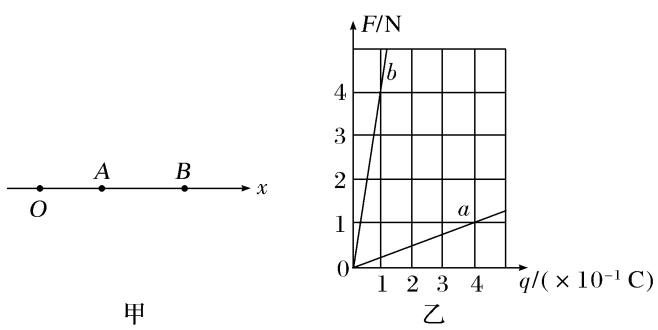 O A B x
甲
F/N
b
4
3
2
a
1
0
1 2 3 4 q/(×10⁻¹ C)
乙